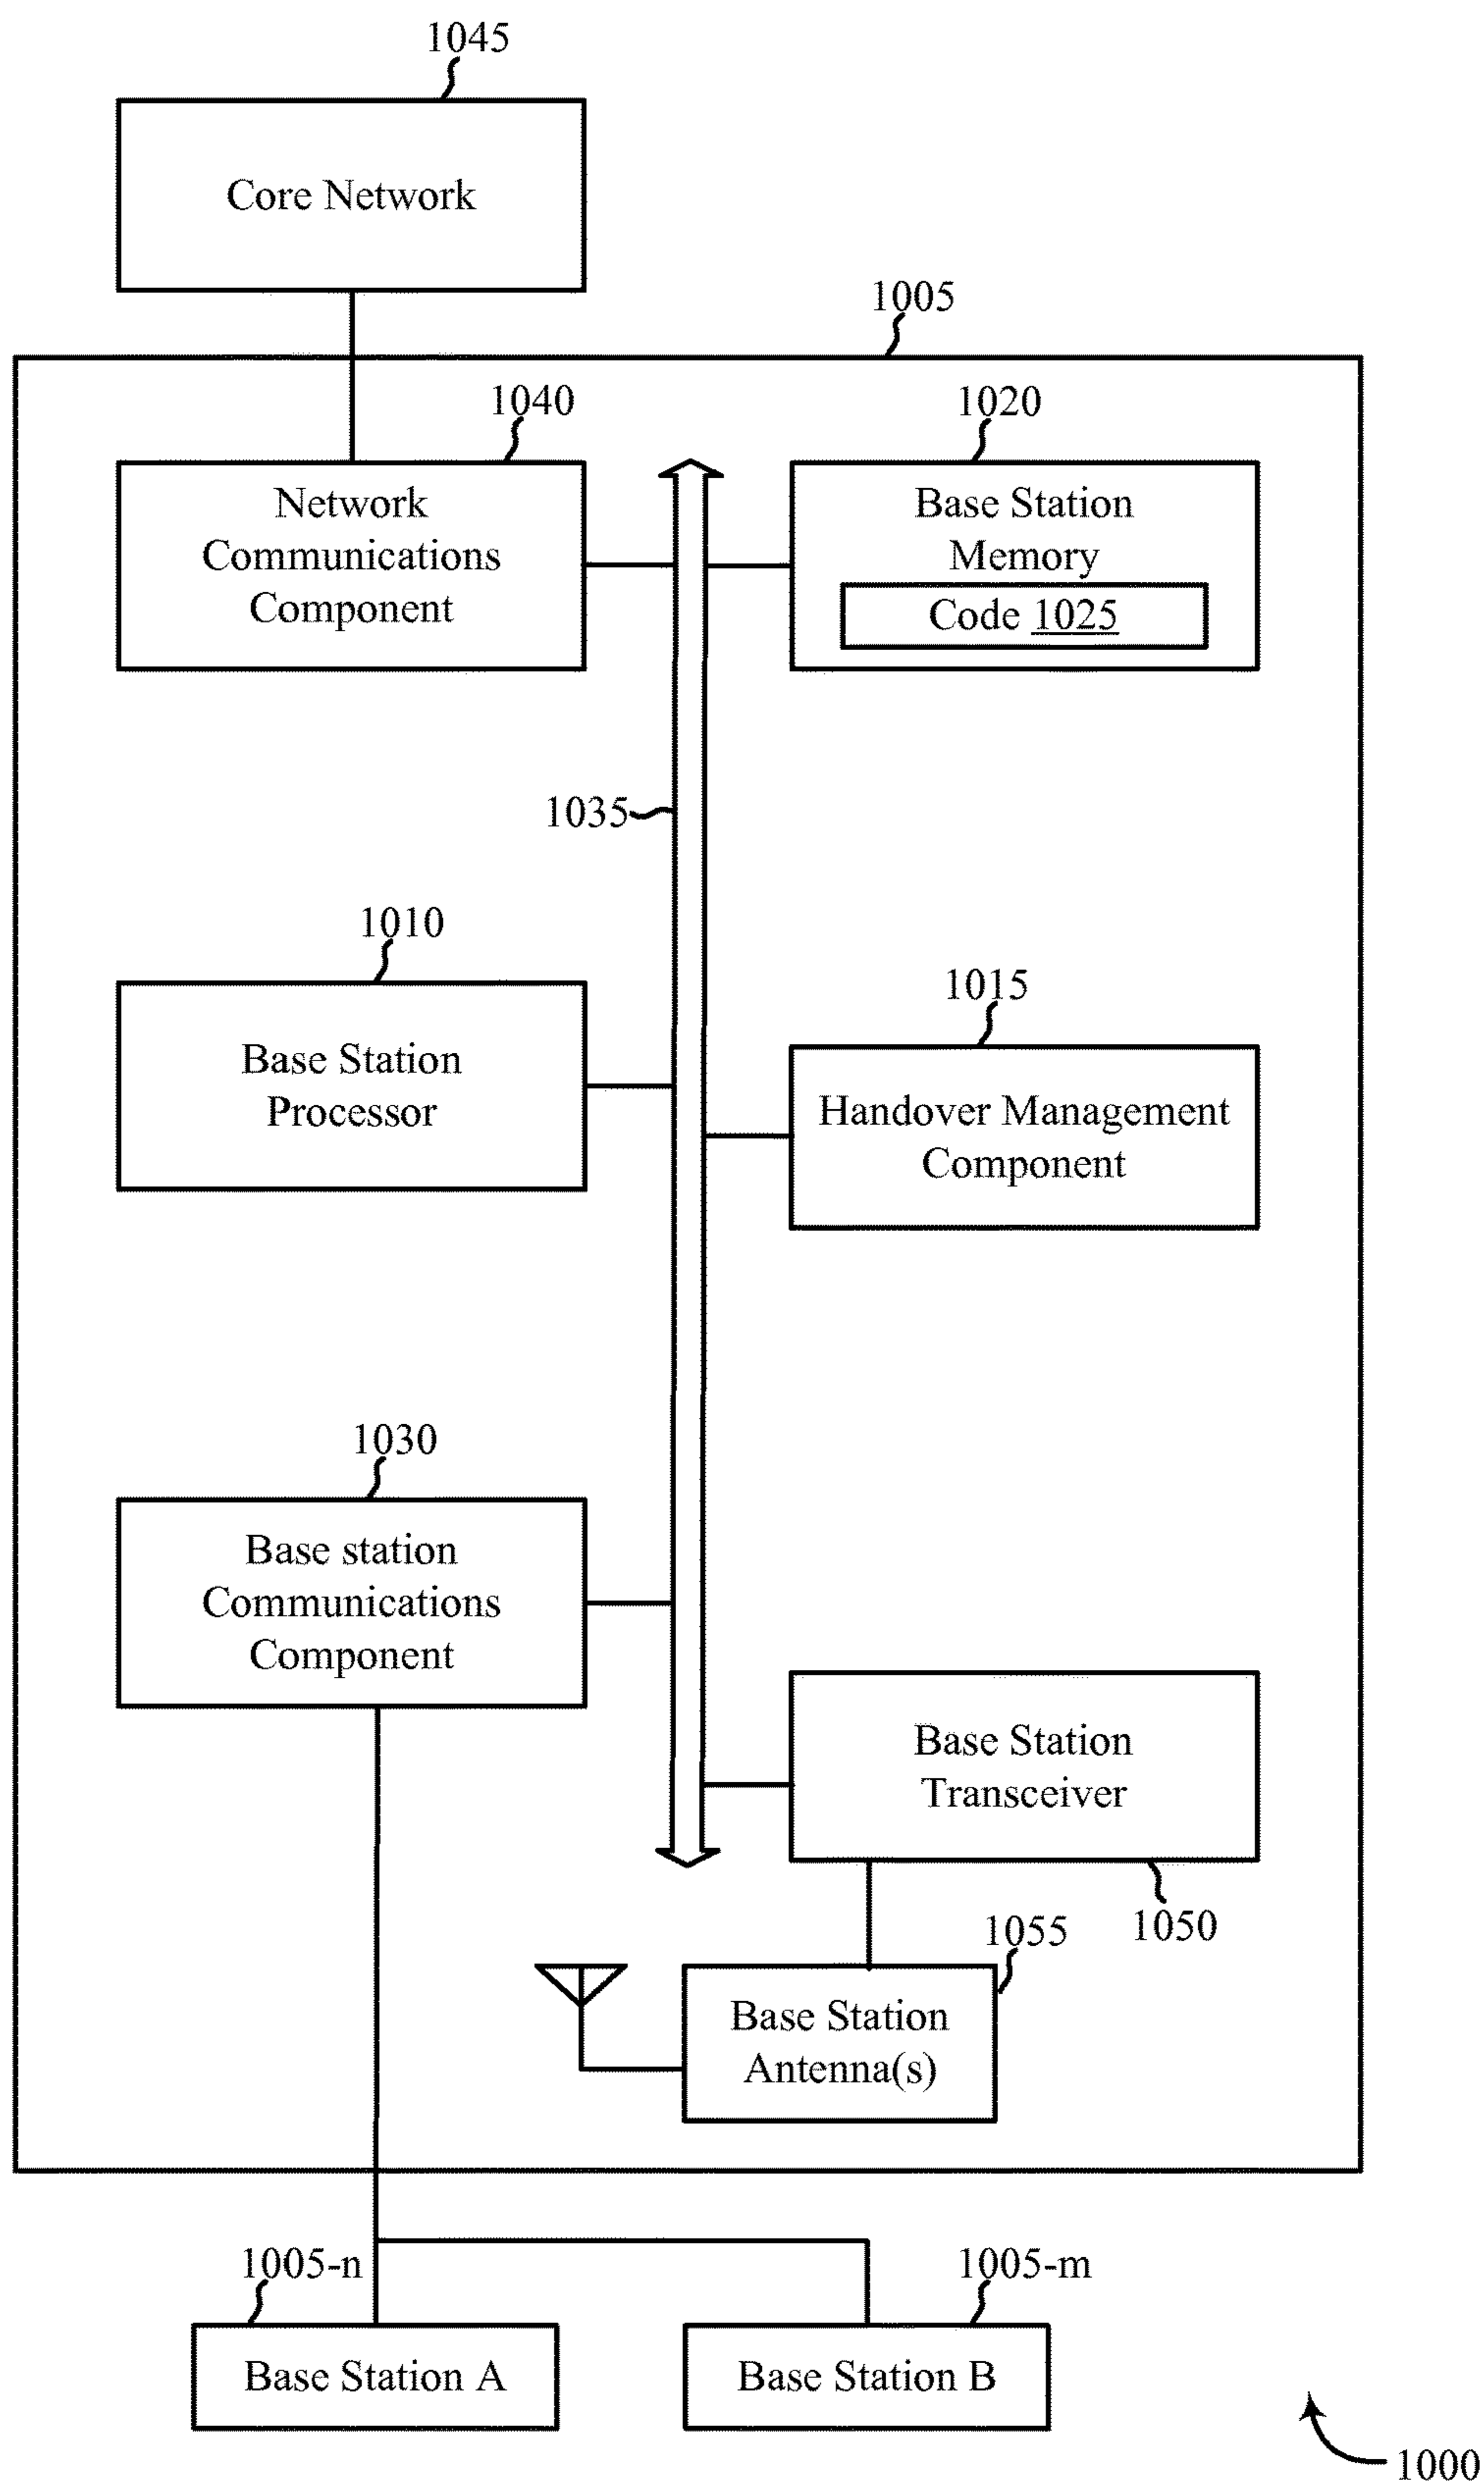 1045
Core Network
1005
1040
1020
Network
Communications
Component
Base Station
Memory
Code 1025
1035
1010
Base Station
Processor
1015
Handover Management
Component
1030
Base station
Communications
Component
Base Station
Transceiver
1050
1055
Base Station
Antenna(s)
1005-n
1005-m
Base Station A
Base Station B
1000